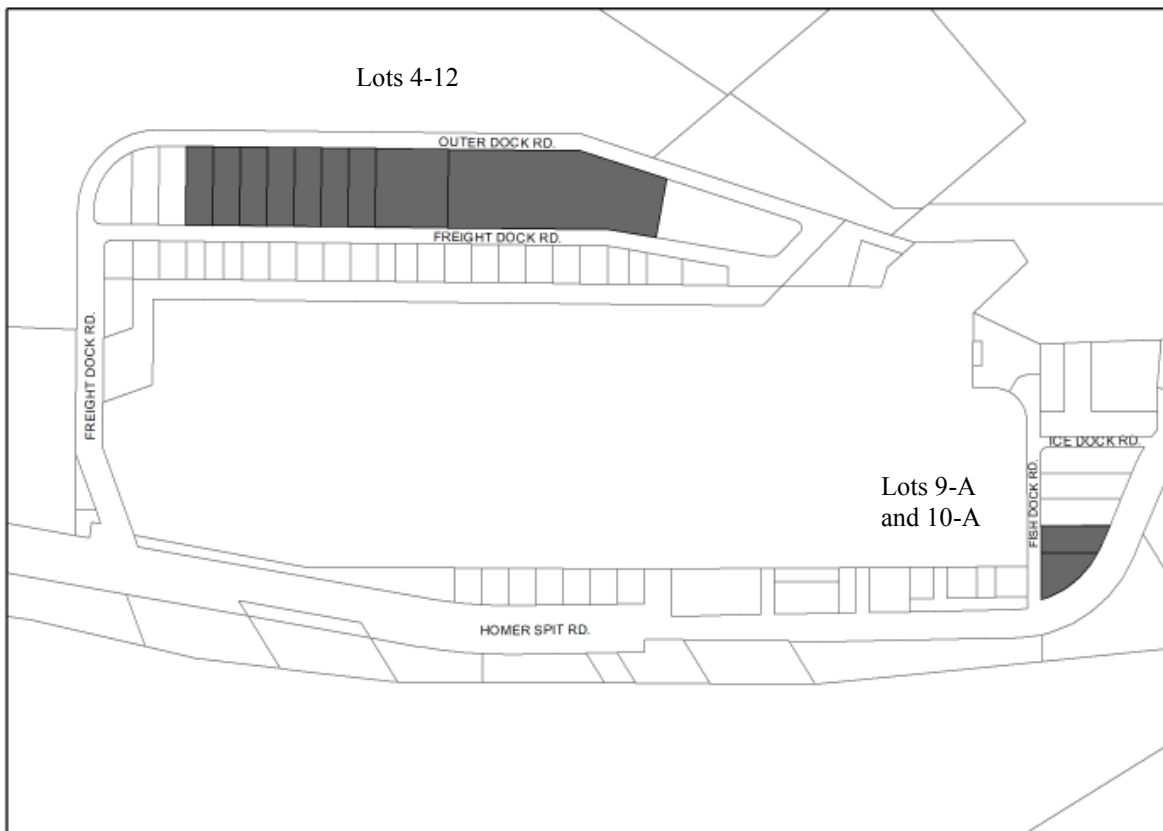 Lots 4-12
OUTER DOCK RD.
FREIGHT DOCK RD.
FREIGHT DOCK RD.
ICE DOCK RD.
Lots 9-A
and 10-A
FISH DOCK RD.
HOMER SPIT RD.